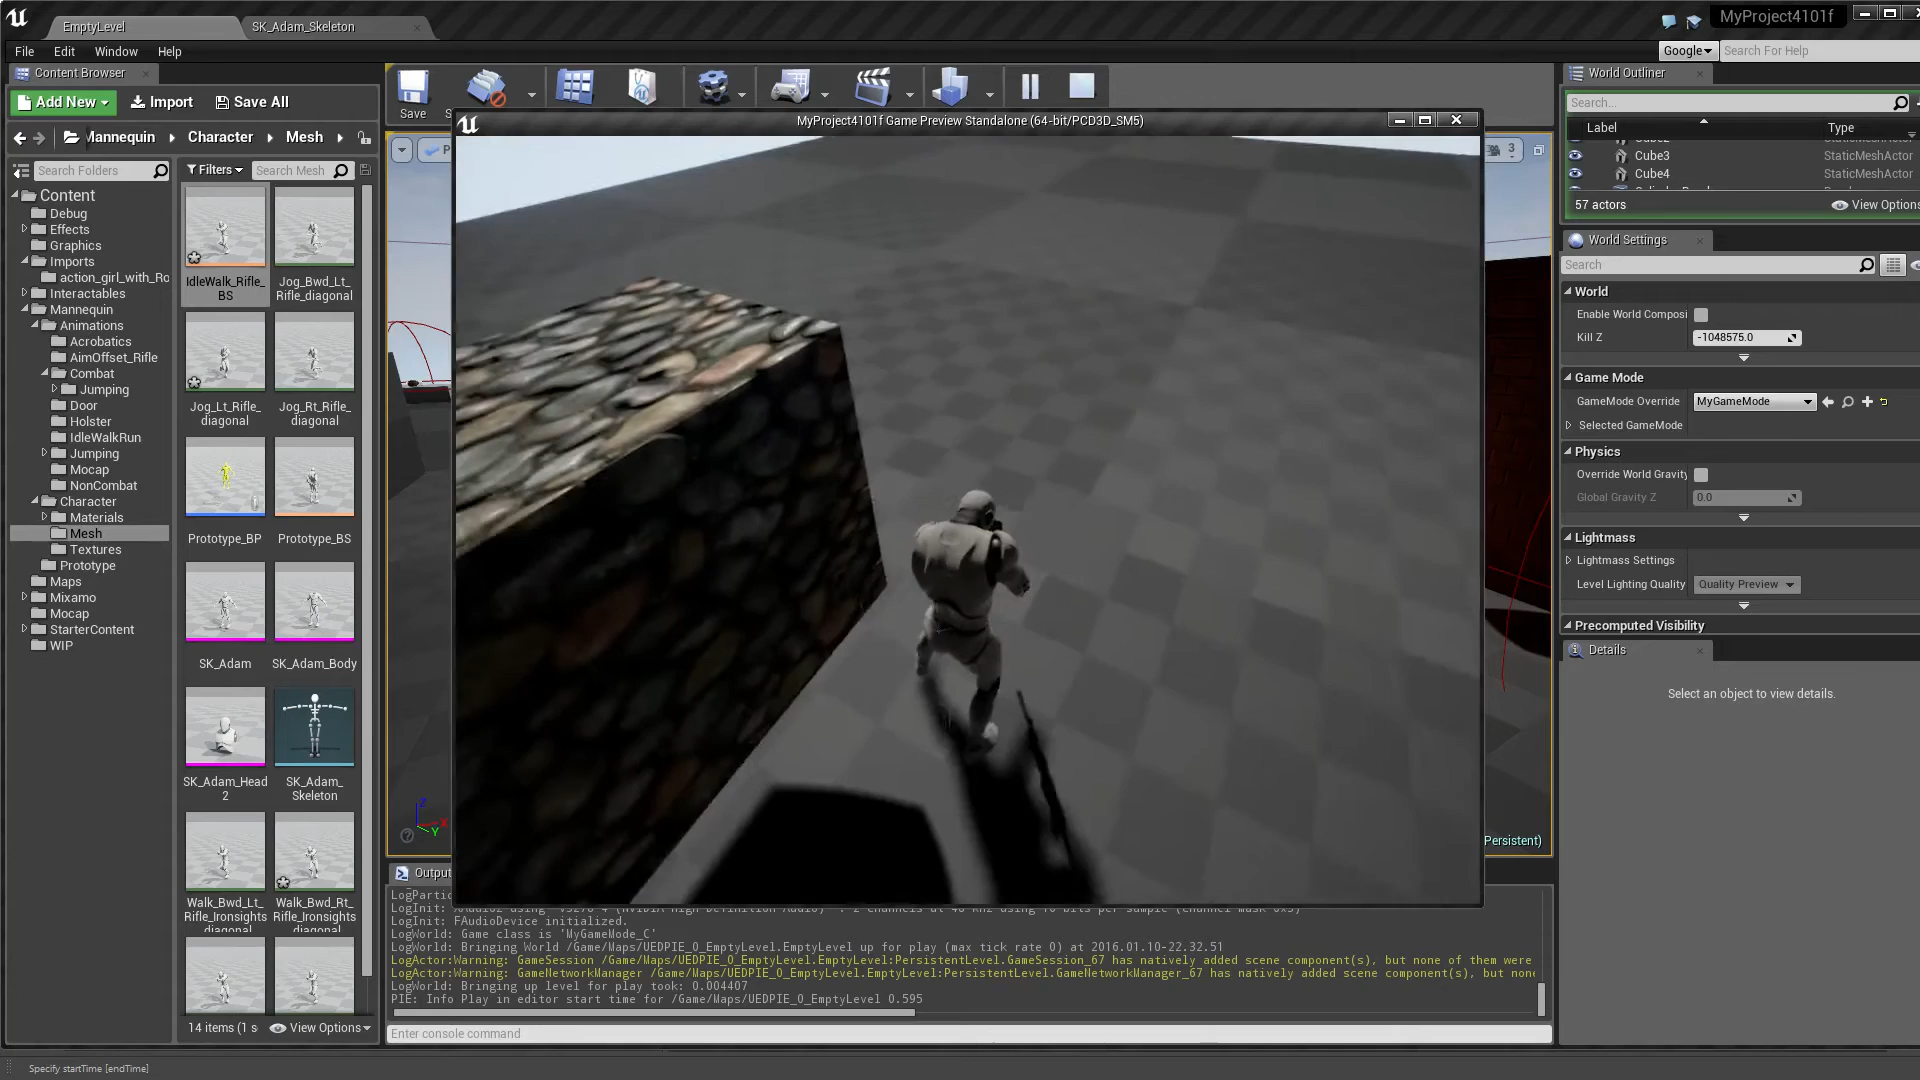 EmptyLevel
SK_Adam_Skeleton
MyProject4101f
File Edit Window Help
Google
Search For Help
Content Browser
Add New
Import
Save All
Save
Mannequin
Character
Mesh
Search Folders
Filters
Search Mesh
Content
Debug
Effects
Graphics
Imports
action_girl_with_Ro
Interactables
Mannequin
Animations
Acrobatics
AimOffset_Rifle
Combat
Jumping
Door
Holster
IdleWalkRun
Jumping
Mocap
NonCombat
Character
Materials
Mesh
Textures
Prototype
Maps
Mixamo
Mocap
StarterContent
WIP
IdleWalk_Rifle_
BS
Jog_Bwd_Lt_
Rifle_diagonal
Jog_Lt_Rifle_
diagonal
Jog_Rt_Rifle_
diagonal
Prototype_BP
Prototype_BS
SK_Adam
SK_Adam_Body
SK_Adam_Head
2
SK_Adam_
Skeleton
Walk_Bwd_Lt_
Rifle_Ironsights
diagonal
Walk_Bwd_Rt_
Rifle_Ironsights
diagonal
14 items (1 s
View Options
MyProject4101f Game Preview Standalone (64-bit/PCD3D_SM5)
3
Z
X
Y
Persistent)
Output
LogPartic
LogInit: FAudioDevice initialized.
LogWorld: Game class is 'MyGameMode_C'
LogWorld: Bringing World /Game/Maps/UEDPIE_0_EmptyLevel.EmptyLevel up for play (max tick rate 0) at 2016.01.10-22.32.51
LogActor:Warning: GameSession /Game/Maps/UEDPIE_0_EmptyLevel.EmptyLevel:PersistentLevel.GameSession_67 has natively added scene component(s), but none of them were
LogActor:Warning: GameNetworkManager /Game/Maps/UEDPIE_0_EmptyLevel.EmptyLevel:PersistentLevel.GameNetworkManager_67 has natively added scene component(s), but none
LogWorld: Bringing up level for play took: 0.004407
PIE: Info Play in editor start time for /Game/Maps/UEDPIE_0_EmptyLevel 0.595
Enter console command
World Outliner
Search...
Label Type
Cube2
Cube3 StaticMeshActor
Cube4 StaticMeshActor
57 actors
View Options
World Settings
Search
World
Enable World Composi
Kill Z -1048575.0
Game Mode
GameMode Override MyGameMode
Selected GameMode
Physics
Override World Gravity
Global Gravity Z 0.0
Lightmass
Lightmass Settings
Level Lighting Quality Quality Preview
Precomputed Visibility
Details
Select an object to view details.
Specify startTime [endTime]